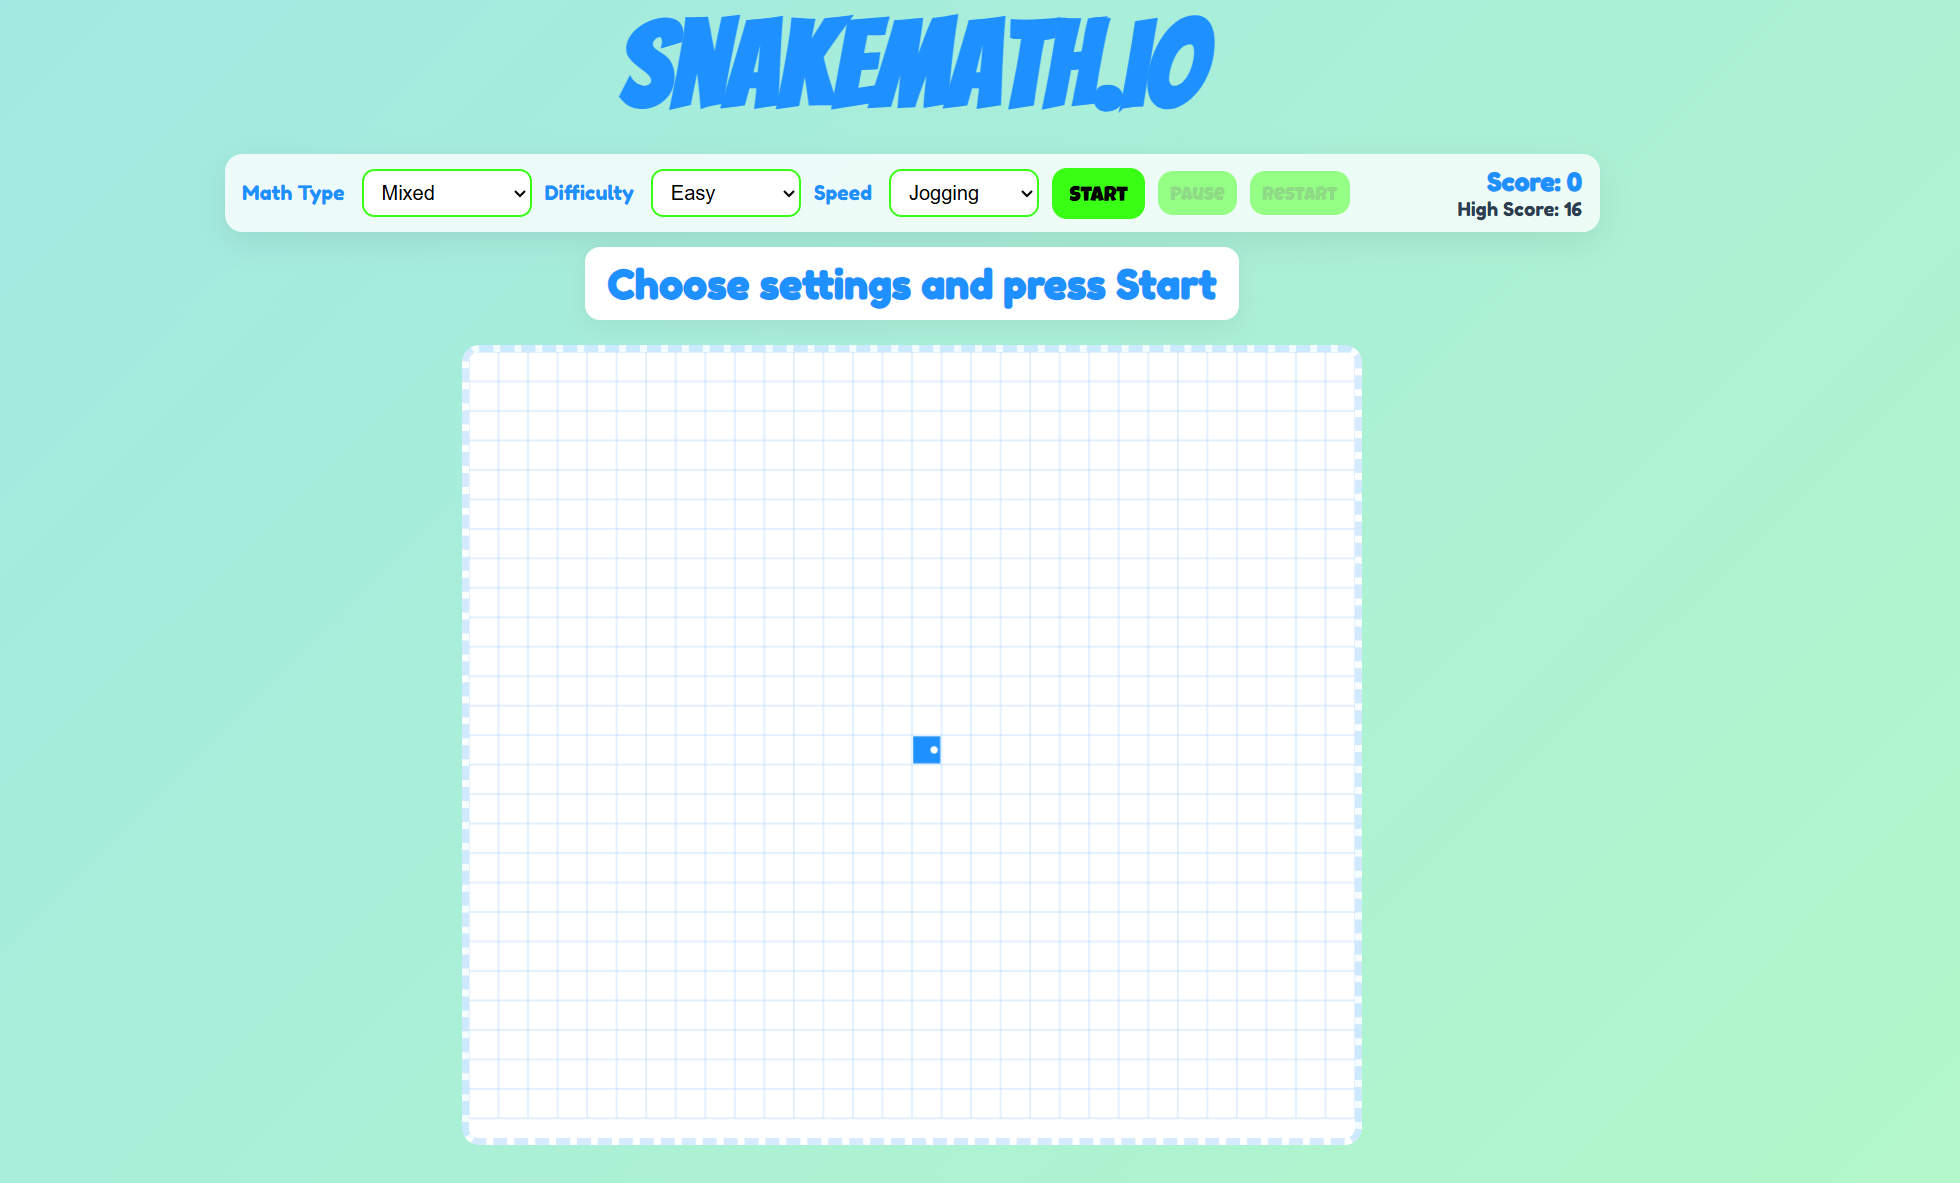 SNAKEMATH.IO
Math Type Mixed Difficulty Easy Speed Jogging START PAUSE RESTART Score: 0
High Score: 16
Choose settings and press Start